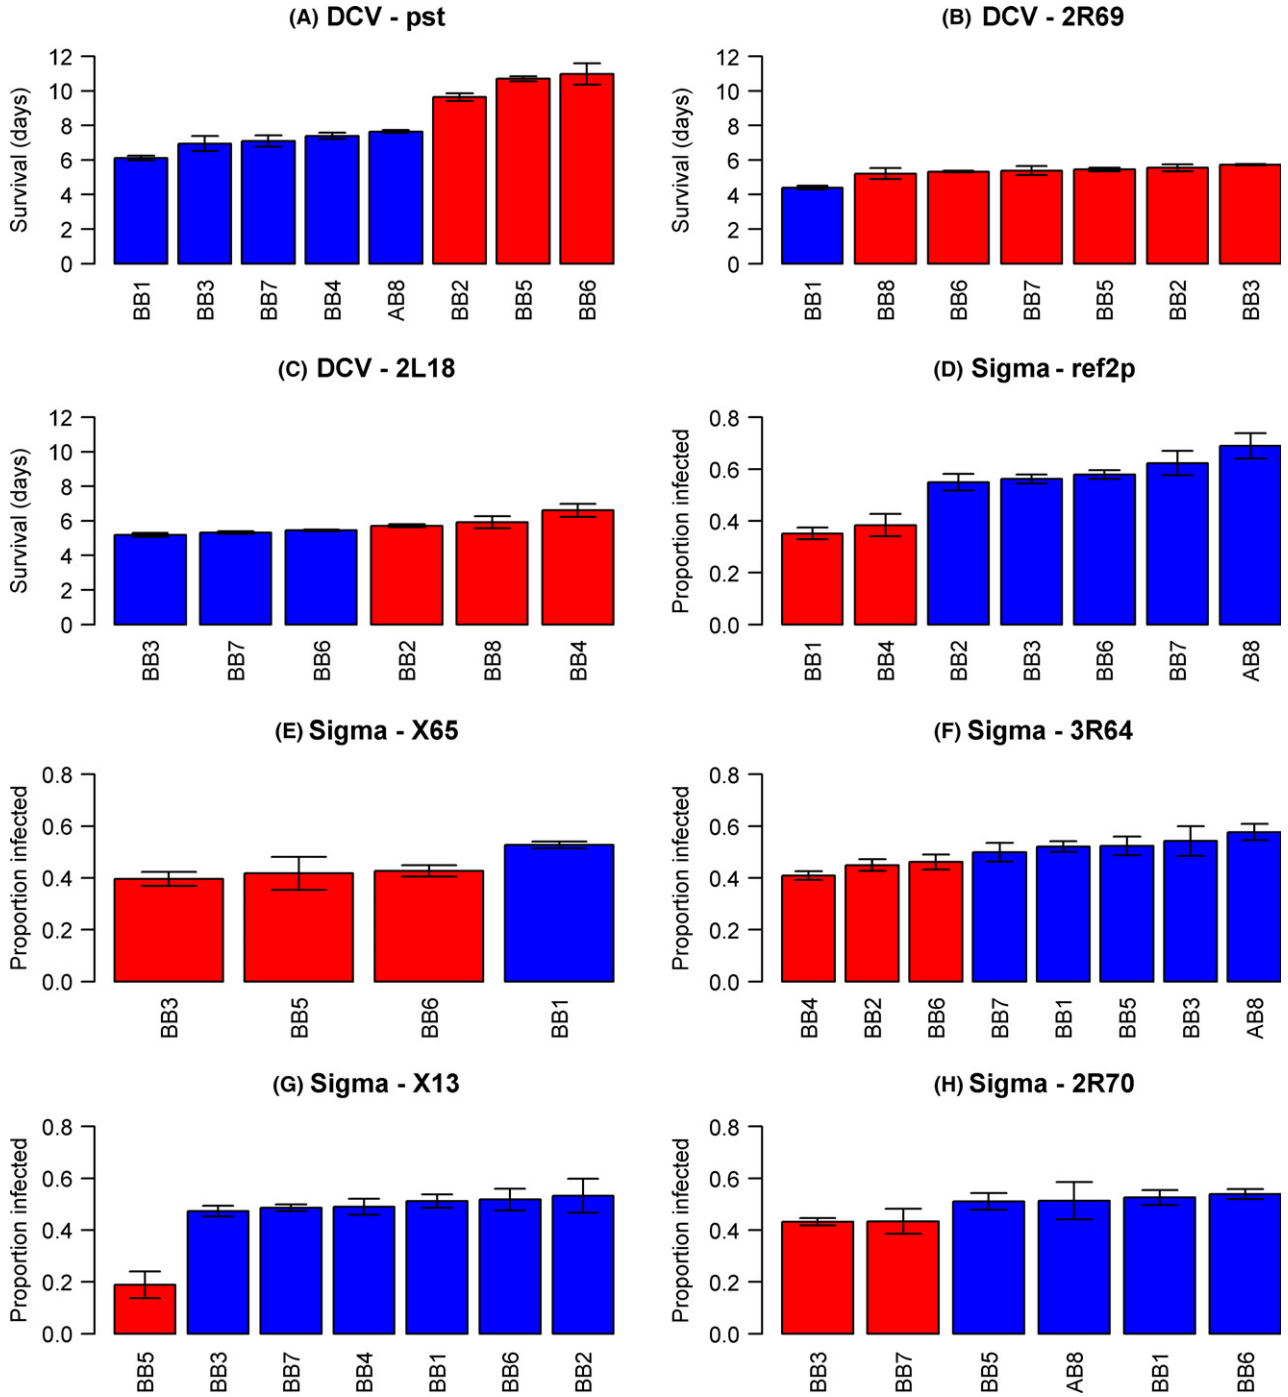 (A) DCV - pst
Survival (days)
12
10
8
6
4
2
0
BB1 BB3 BB7 BB4 AB8 BB2 BB5 BB6
(B) DCV - 2R69
Survival (days)
12
10
8
6
4
2
0
BB1 BB8 BB6 BB7 BB5 BB2 BB3
(C) DCV - 2L18
Survival (days)
12
10
8
6
4
2
0
BB3 BB7 BB6 BB2 BB8 BB4
(D) Sigma - ref2p
Proportion infected
0.8
0.6
0.4
0.2
0.0
BB1 BB4 BB2 BB3 BB6 BB7 AB8
(E) Sigma - X65
Proportion infected
0.8
0.6
0.4
0.2
0.0
BB3 BB5 BB6 BB1
(F) Sigma - 3R64
Proportion infected
0.8
0.6
0.4
0.2
0.0
BB4 BB2 BB6 BB7 BB1 BB5 BB3 AB8
(G) Sigma - X13
Proportion infected
0.8
0.6
0.4
0.2
0.0
BB5 BB3 BB7 BB4 BB1 BB6 BB2
(H) Sigma - 2R70
Proportion infected
0.8
0.6
0.4
0.2
0.0
BB3 BB7 BB5 AB8 BB1 BB6